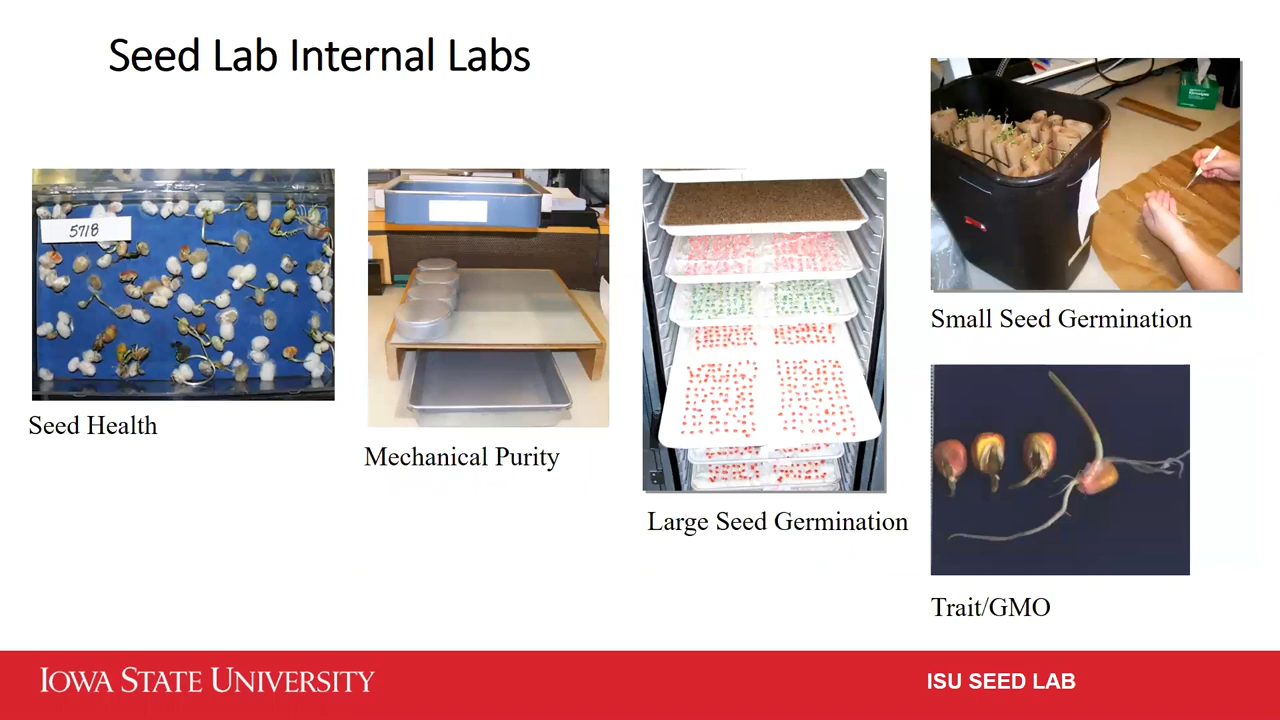 Seed Lab Internal Labs
5718
Seed Health
Mechanical Purity
Large Seed Germination
Small Seed Germination
Trait/GMO
IOWA STATE UNIVERSITY
ISU SEED LAB